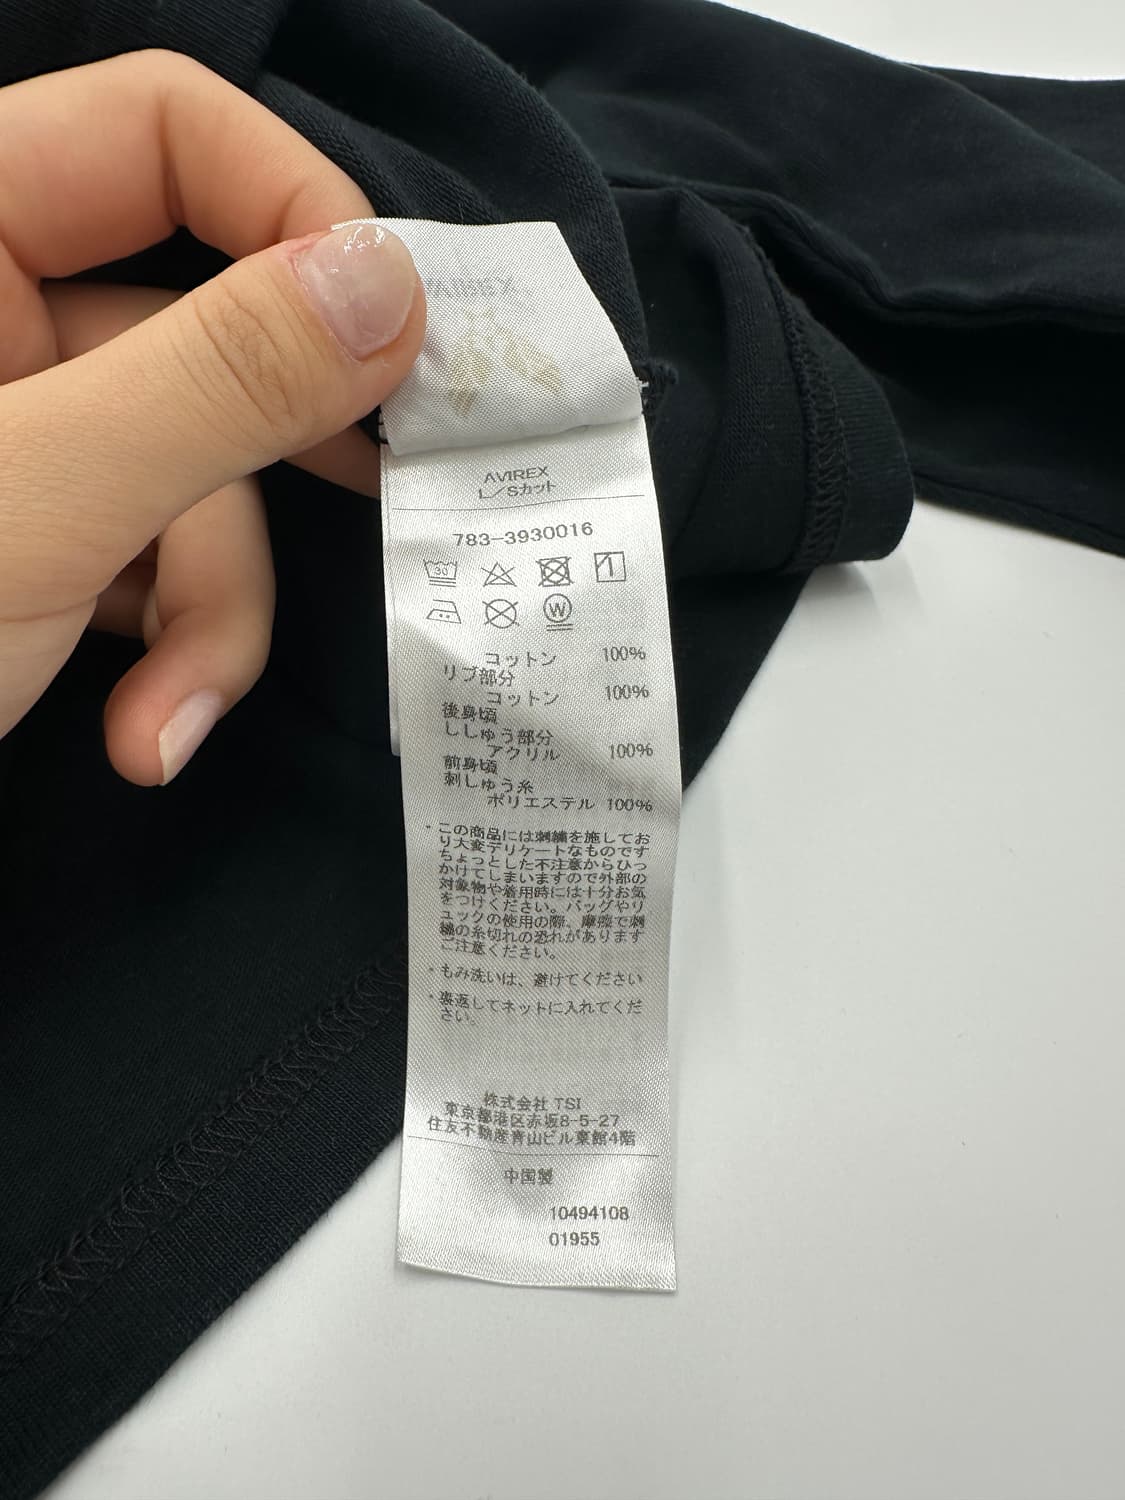 AVIREX
L/Sカット
783-3930016
30
W
コットン 100%
リブ部分
コットン 100%
後身頃
ししゅう部分
アクリル 100%
前身頃
刺しゅう糸
ポリエステル 100%
・この商品には刺繍を施してお
り大変デリケートなものです
ちょっとした不注意からひっ
かけてしまいますので外部の
対象物や着用時には十分お気
をつけください。バッグやリ
ュックの使用の際、摩擦で刺
繍の糸切れの恐れがあります
ご注意ください。
・もみ洗いは、避けてください
・裏返してネットに入れてくだ
さい。
株式会社 TSI
東京都港区赤坂8-5-27
住友不動産青山ビル東館4階
中国製
10494108
01955